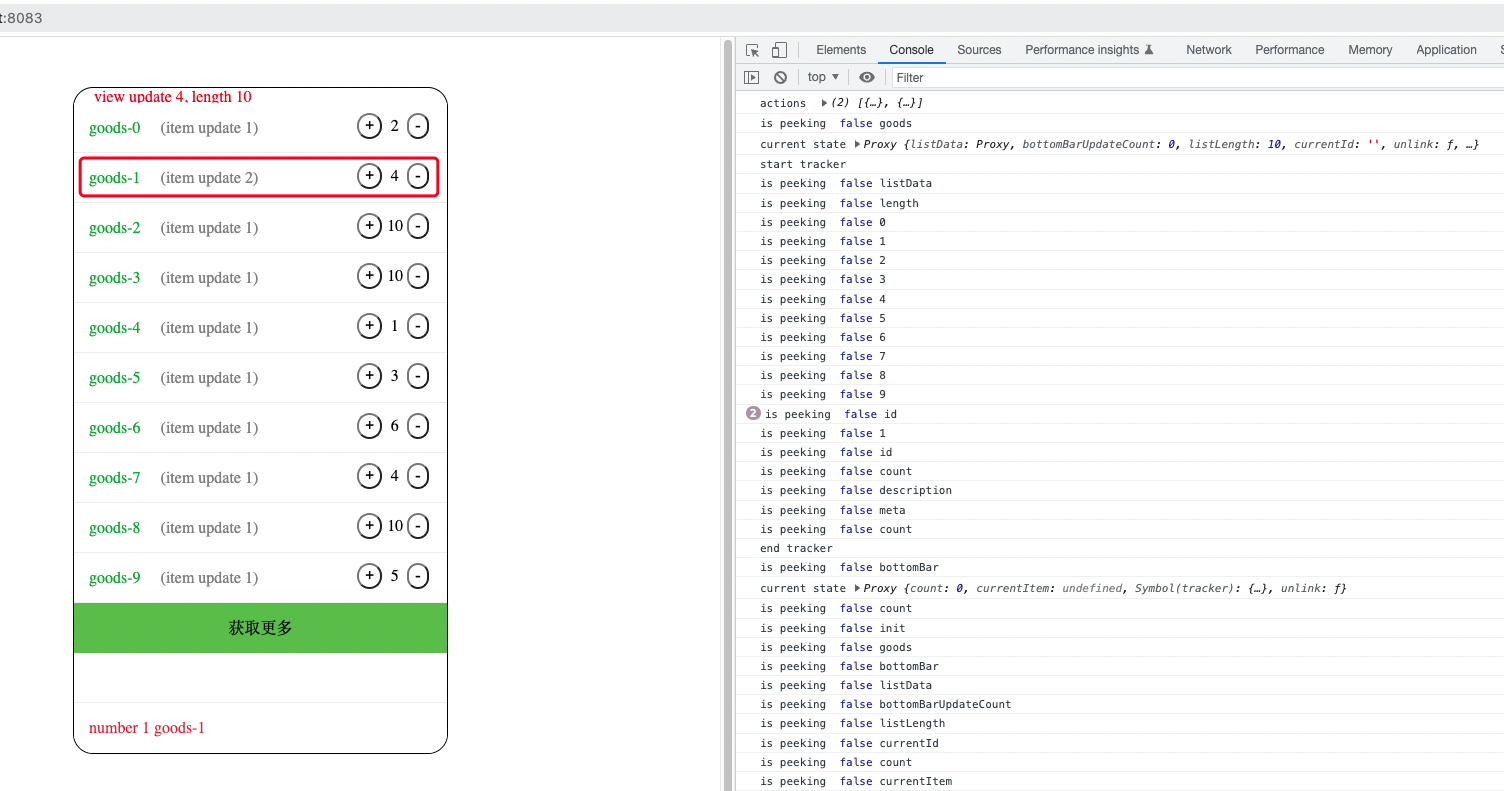 t:8083
view update 4, length 10
goods-0 (item update 1) + 2 -
goods-1 (item update 2) + 4 -
goods-2 (item update 1) + 10 -
goods-3 (item update 1) + 10 -
goods-4 (item update 1) + 1 -
goods-5 (item update 1) + 3 -
goods-6 (item update 1) + 6 -
goods-7 (item update 1) + 4 -
goods-8 (item update 1) + 10 -
goods-9 (item update 1) + 5 -
获取更多
number 1 goods-1
Elements Console Sources Performance insights Network Performance Memory Application S
top ▼ Filter
actions ▶(2) [{…}, {…}]
is peeking false goods
current state ▶Proxy {listData: Proxy, bottomBarUpdateCount: 0, listLength: 10, currentId: '', unlink: ƒ, …}
start tracker
is peeking false listData
is peeking false length
is peeking false 0
is peeking false 1
is peeking false 2
is peeking false 3
is peeking false 4
is peeking false 5
is peeking false 6
is peeking false 7
is peeking false 8
is peeking false 9
2 is peeking false id
is peeking false 1
is peeking false id
is peeking false count
is peeking false description
is peeking false meta
is peeking false count
end tracker
is peeking false bottomBar
current state ▶Proxy {count: 0, currentItem: undefined, Symbol(tracker): {…}, unlink: ƒ}
is peeking false count
is peeking false init
is peeking false goods
is peeking false bottomBar
is peeking false listData
is peeking false bottomBarUpdateCount
is peeking false listLength
is peeking false currentId
is peeking false count
is peeking false currentItem